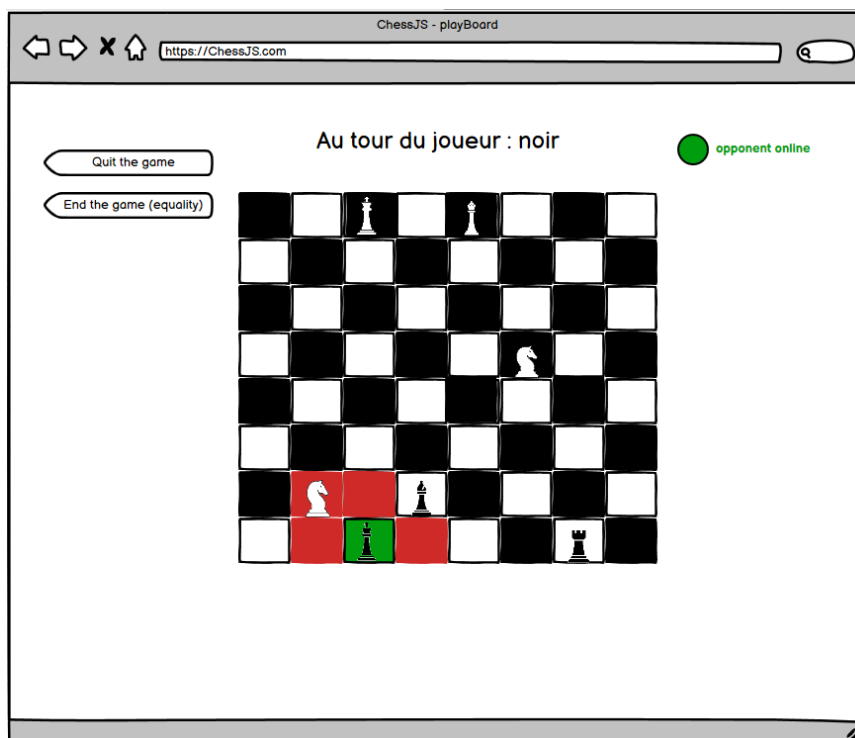 ChessJS - playBoard
https://ChessJS.com
Au tour du joueur : noir
opponent online
Quit the game
End the game (equality)